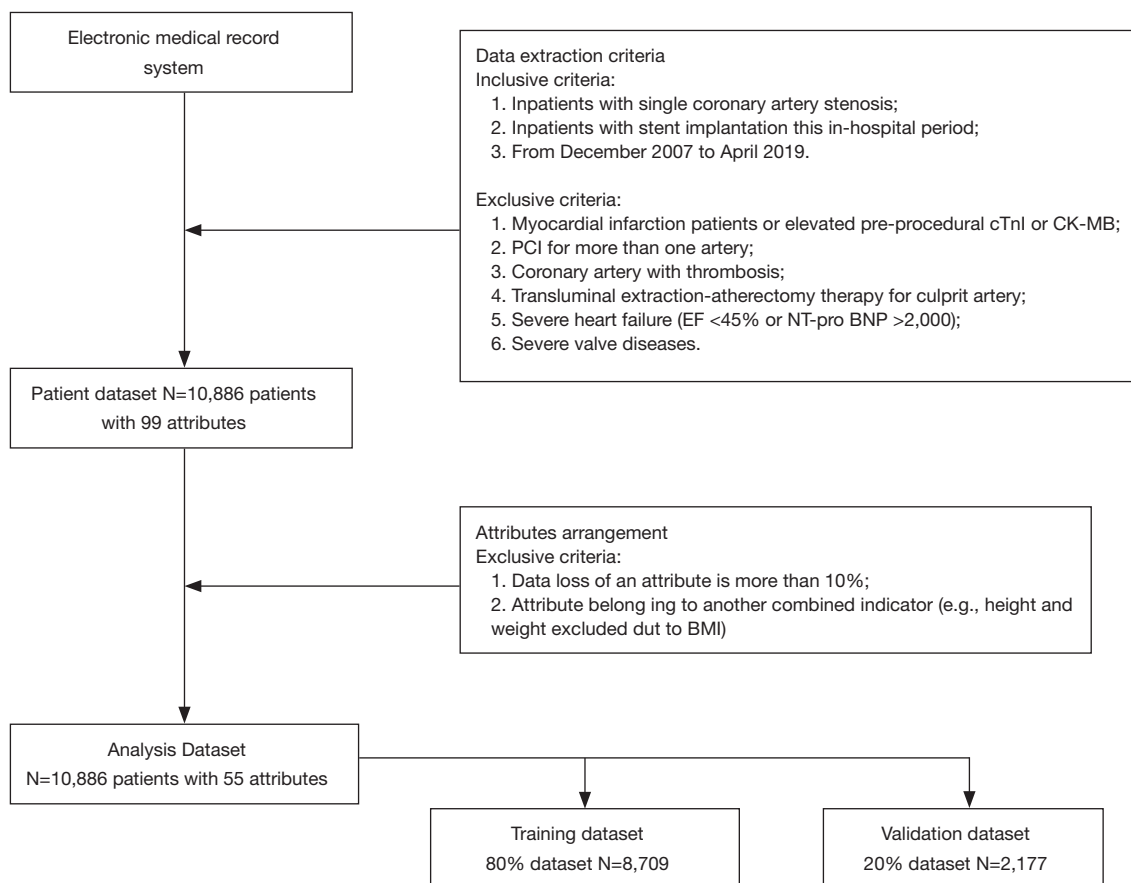 Electronic medical record
system
Data extraction criteria
Inclusive criteria:
1. Inpatients with single coronary artery stenosis;
2. Inpatients with stent implantation this in-hospital period;
3. From December 2007 to April 2019.
Exclusive criteria:
1. Myocardial infarction patients or elevated pre-procedural cTnI or CK-MB;
2. PCI for more than one artery;
3. Coronary artery with thrombosis;
4. Transluminal extraction-atherectomy therapy for culprit artery;
5. Severe heart failure (EF <45% or NT-pro BNP >2,000);
6. Severe valve diseases.
Patient dataset N=10,886 patients
with 99 attributes
Attributes arrangement
Exclusive criteria:
1. Data loss of an attribute is more than 10%;
2. Attribute belong ing to another combined indicator (e.g., height and
weight excluded dut to BMI)
Analysis Dataset
N=10,886 patients with 55 attributes
Training dataset
80% dataset N=8,709
Validation dataset
20% dataset N=2,177